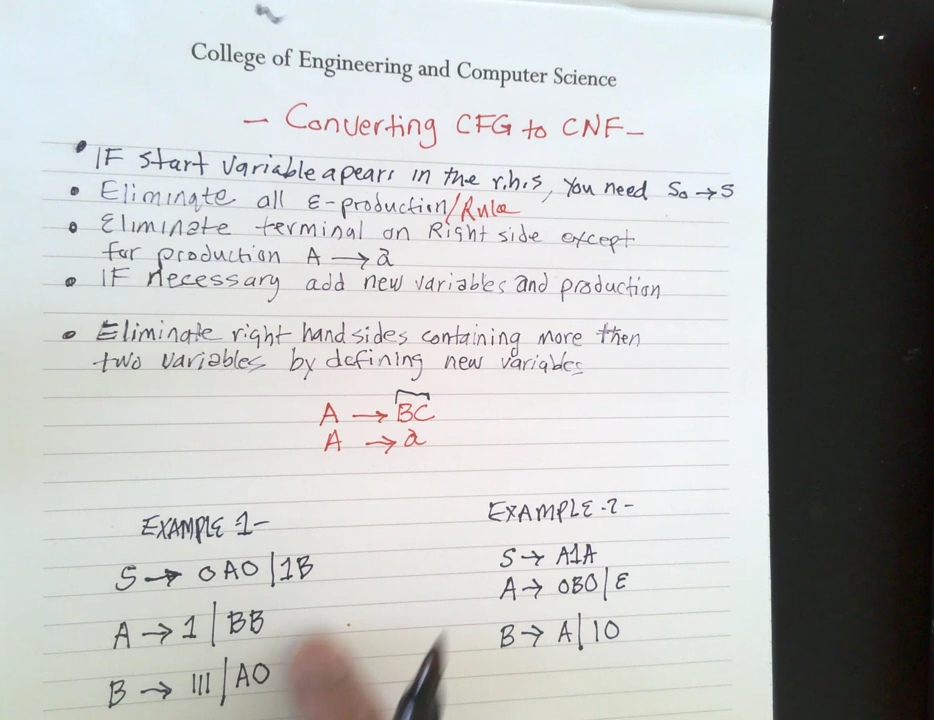 College of Engineering and Computer Science
- Converting CFG to CNF -
• IF start variable apears in the r.h.s, You need S₀ → S
• Eliminate all ε-production/Rule
• Eliminate terminal on Right side except
for production A → a
• IF necessary add new variables and production
• Eliminate right hand sides containing more then
two variables by defining new variables
A → BC
A → a
EXAMPLE 1-
S → 0A0 | 1B
A → 1 | BB
B → 111 | A0
EXAMPLE -2-
S → A1A
A → 0B0 | ε
B → A | 10